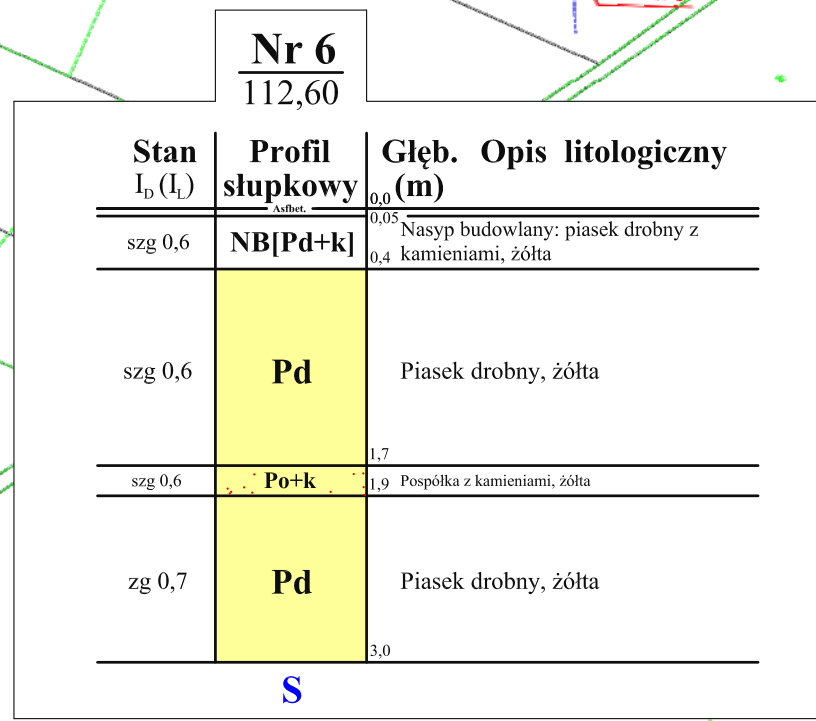 Nr 6
112,60
Stan Profil Głęb. Opis litologiczny
I_D (I_L) słupkowy 0,0 (m)
Asfbet.
0,05
szg 0,6 NB[Pd+k] Nasyp budowlany: piasek drobny z
0,4 kamieniami, żółta
szg 0,6 Pd Piasek drobny, żółta
1,7
szg 0,6 Po+k 1,9 Pospółka z kamieniami, żółta
zg 0,7 Pd Piasek drobny, żółta
3,0
S